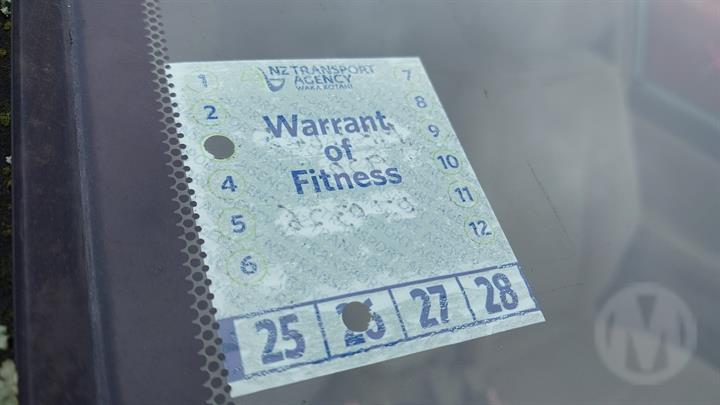 NZ TRANSPORT
AGENCY
WAKA KOTAHI
1 7
2 8
9
4 10
5 11
6 12
Warrant
of
Fitness
25 26 27 28
M